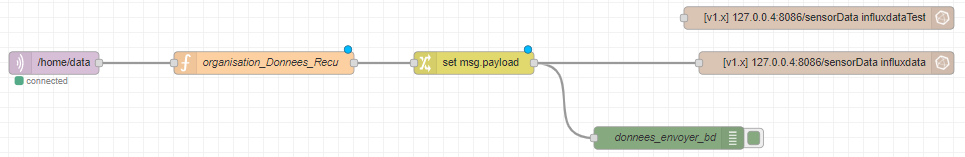 [v1.x] 127.0.0.4:8086/sensorData influxdataTest
/home/data
organisation_Donnees_Recu
set msg.payload
[v1.x] 127.0.0.4:8086/sensorData influxdata
connected
donnees_envoyer_bd